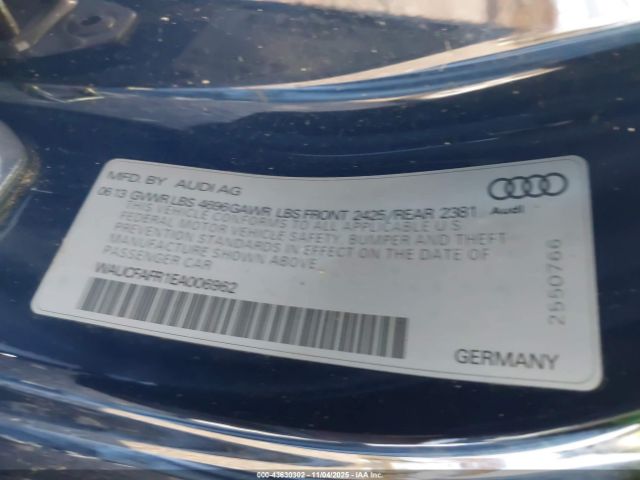 MFD. BY AUDI AG
0613 GVWR LBS 4696 GAWR LBS FRONT 2425/REAR 2381
THIS VEHICLE CONFORMS TO ALL APPLICABLE U.S.
FEDERAL MOTOR VEHICLE SAFETY, BUMPER AND THEFT
PREVENTION STANDARDS IN EFFECT ON THE DATE OF
MANUFACTURE SHOWN ABOVE.
PASSENGER CAR
WAUCFAFR1EA006962
Audi
2550766
GERMANY
000-43630302 - 11/04/2025 - IAAI.COM